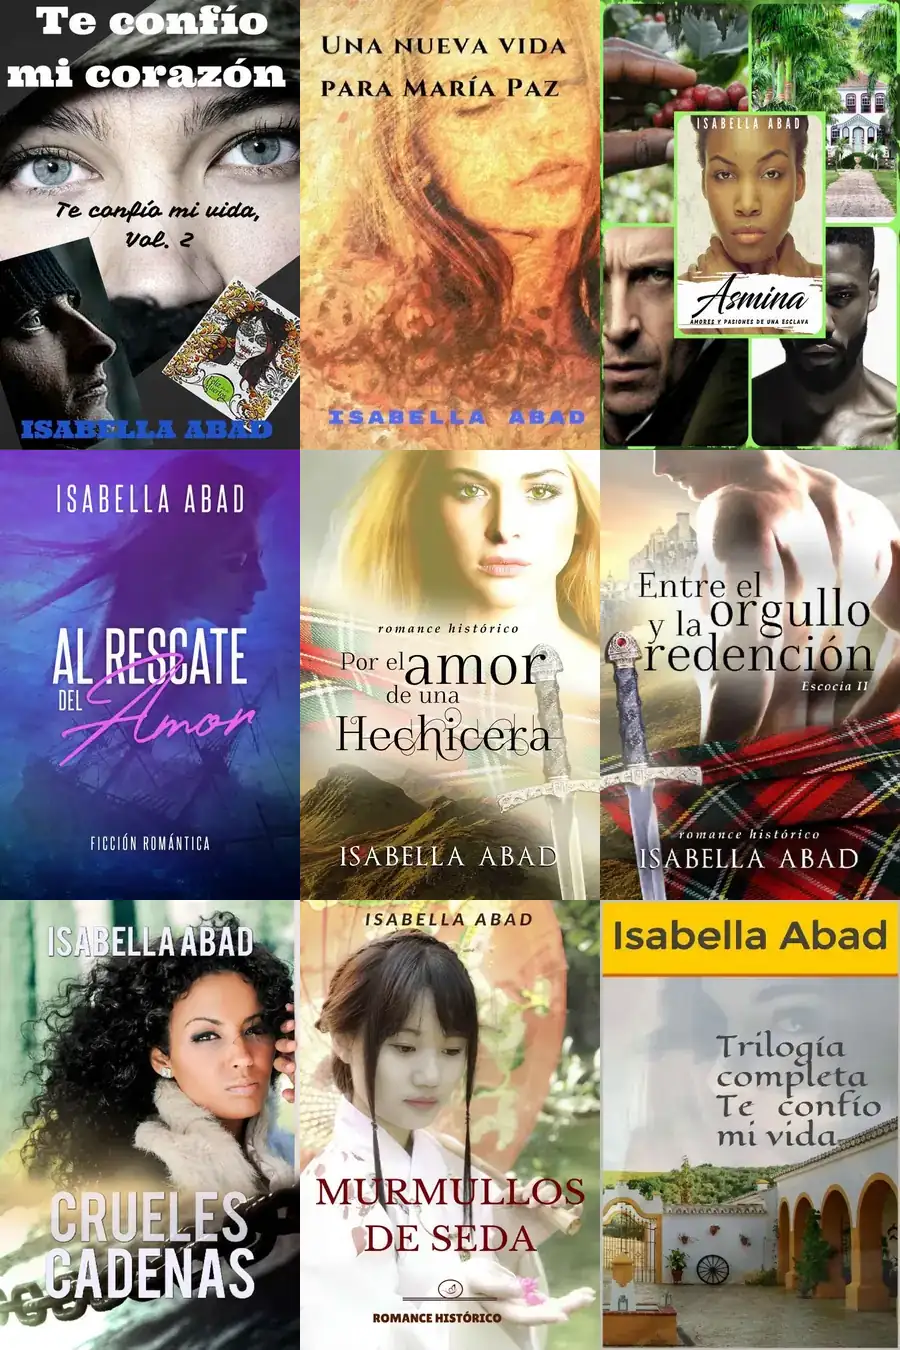 Te confío
mi corazón
Te confío mi vida,
Vol. 2
ISABELLA ABAD
UNA NUEVA VIDA
PARA MARÍA PAZ
ISABELLA ABAD
ISABELLA ABAD
Asmina
AMORES Y PASIONES DE UNA ESCLAVA
ISABELLA ABAD
AL RESCATE
DEL
Amor
FICCIÓN ROMÁNTICA
romance histórico
Por el amor
de una
Hechicera
ISABELLA ABAD
Entre el
y la orgullo
redención
Escocia II
romance histórico
ISABELLA ABAD
ISABELLA ABAD
CRUELES
CADENAS
ISABELLA ABAD
MURMULLOS
DE SEDA
ROMANCE HISTÓRICO
Isabella Abad
Trilogía
completa
Te confío
mi vida